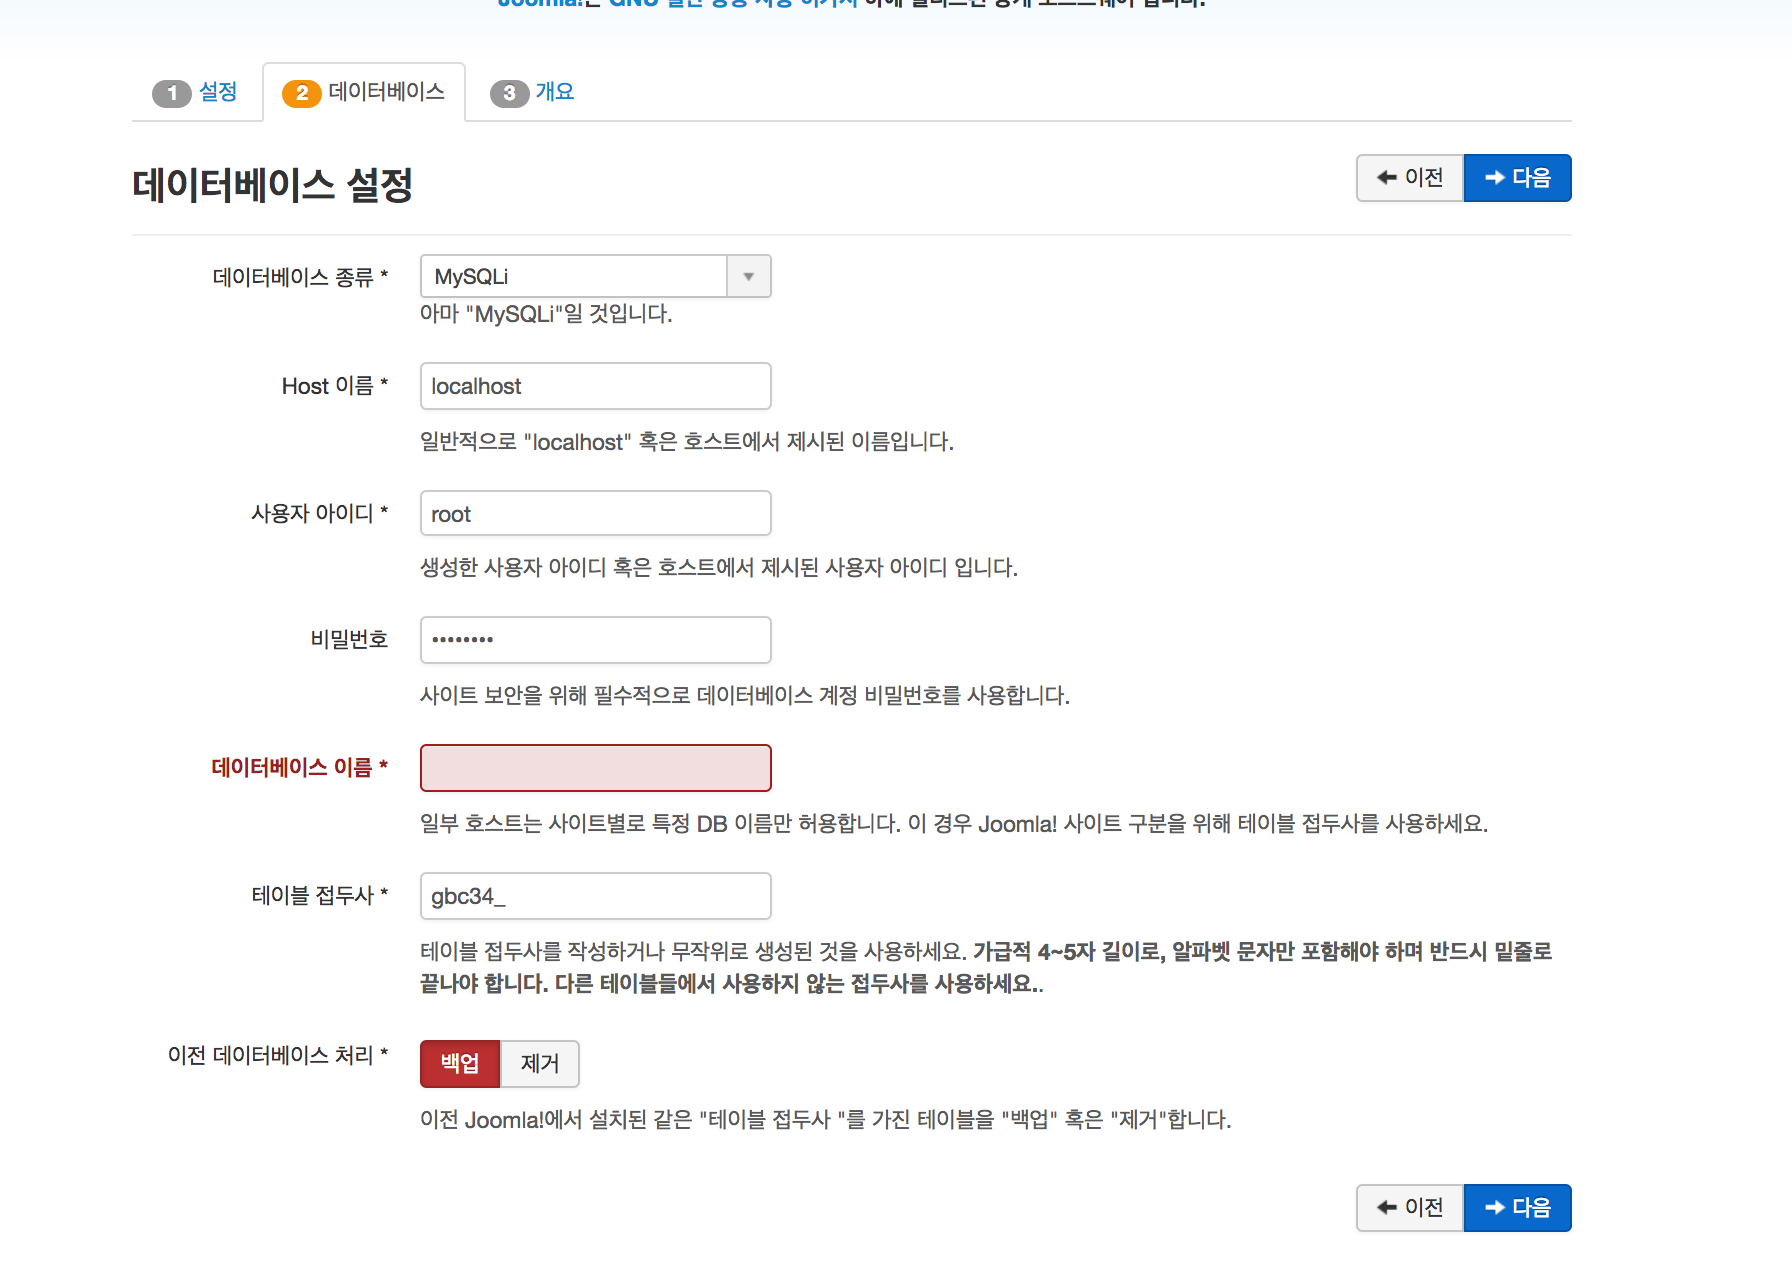 1 설정
2 데이터베이스
3 개요
데이터베이스 설정
이전
다음
데이터베이스 종류 *
MySQLi
아마 "MySQLi"일 것입니다.
Host 이름 *
localhost
일반적으로 "localhost" 혹은 호스트에서 제시된 이름입니다.
사용자 아이디 *
root
생성한 사용자 아이디 혹은 호스트에서 제시된 사용자 아이디 입니다.
비밀번호
••••••••
사이트 보안을 위해 필수적으로 데이터베이스 계정 비밀번호를 사용합니다.
데이터베이스 이름 *
일부 호스트는 사이트별로 특정 DB 이름만 허용합니다. 이 경우 Joomla! 사이트 구분을 위해 테이블 접두사를 사용하세요.
테이블 접두사 *
gbc34_
테이블 접두사를 작성하거나 무작위로 생성된 것을 사용하세요. 가급적 4~5자 길이로, 알파벳 문자만 포함해야 하며 반드시 밑줄로
끝나야 합니다. 다른 테이블들에서 사용하지 않는 접두사를 사용하세요..
이전 데이터베이스 처리 *
백업
제거
이전 Joomla!에서 설치된 같은 "테이블 접두사 "를 가진 테이블을 "백업" 혹은 "제거"합니다.
이전
다음